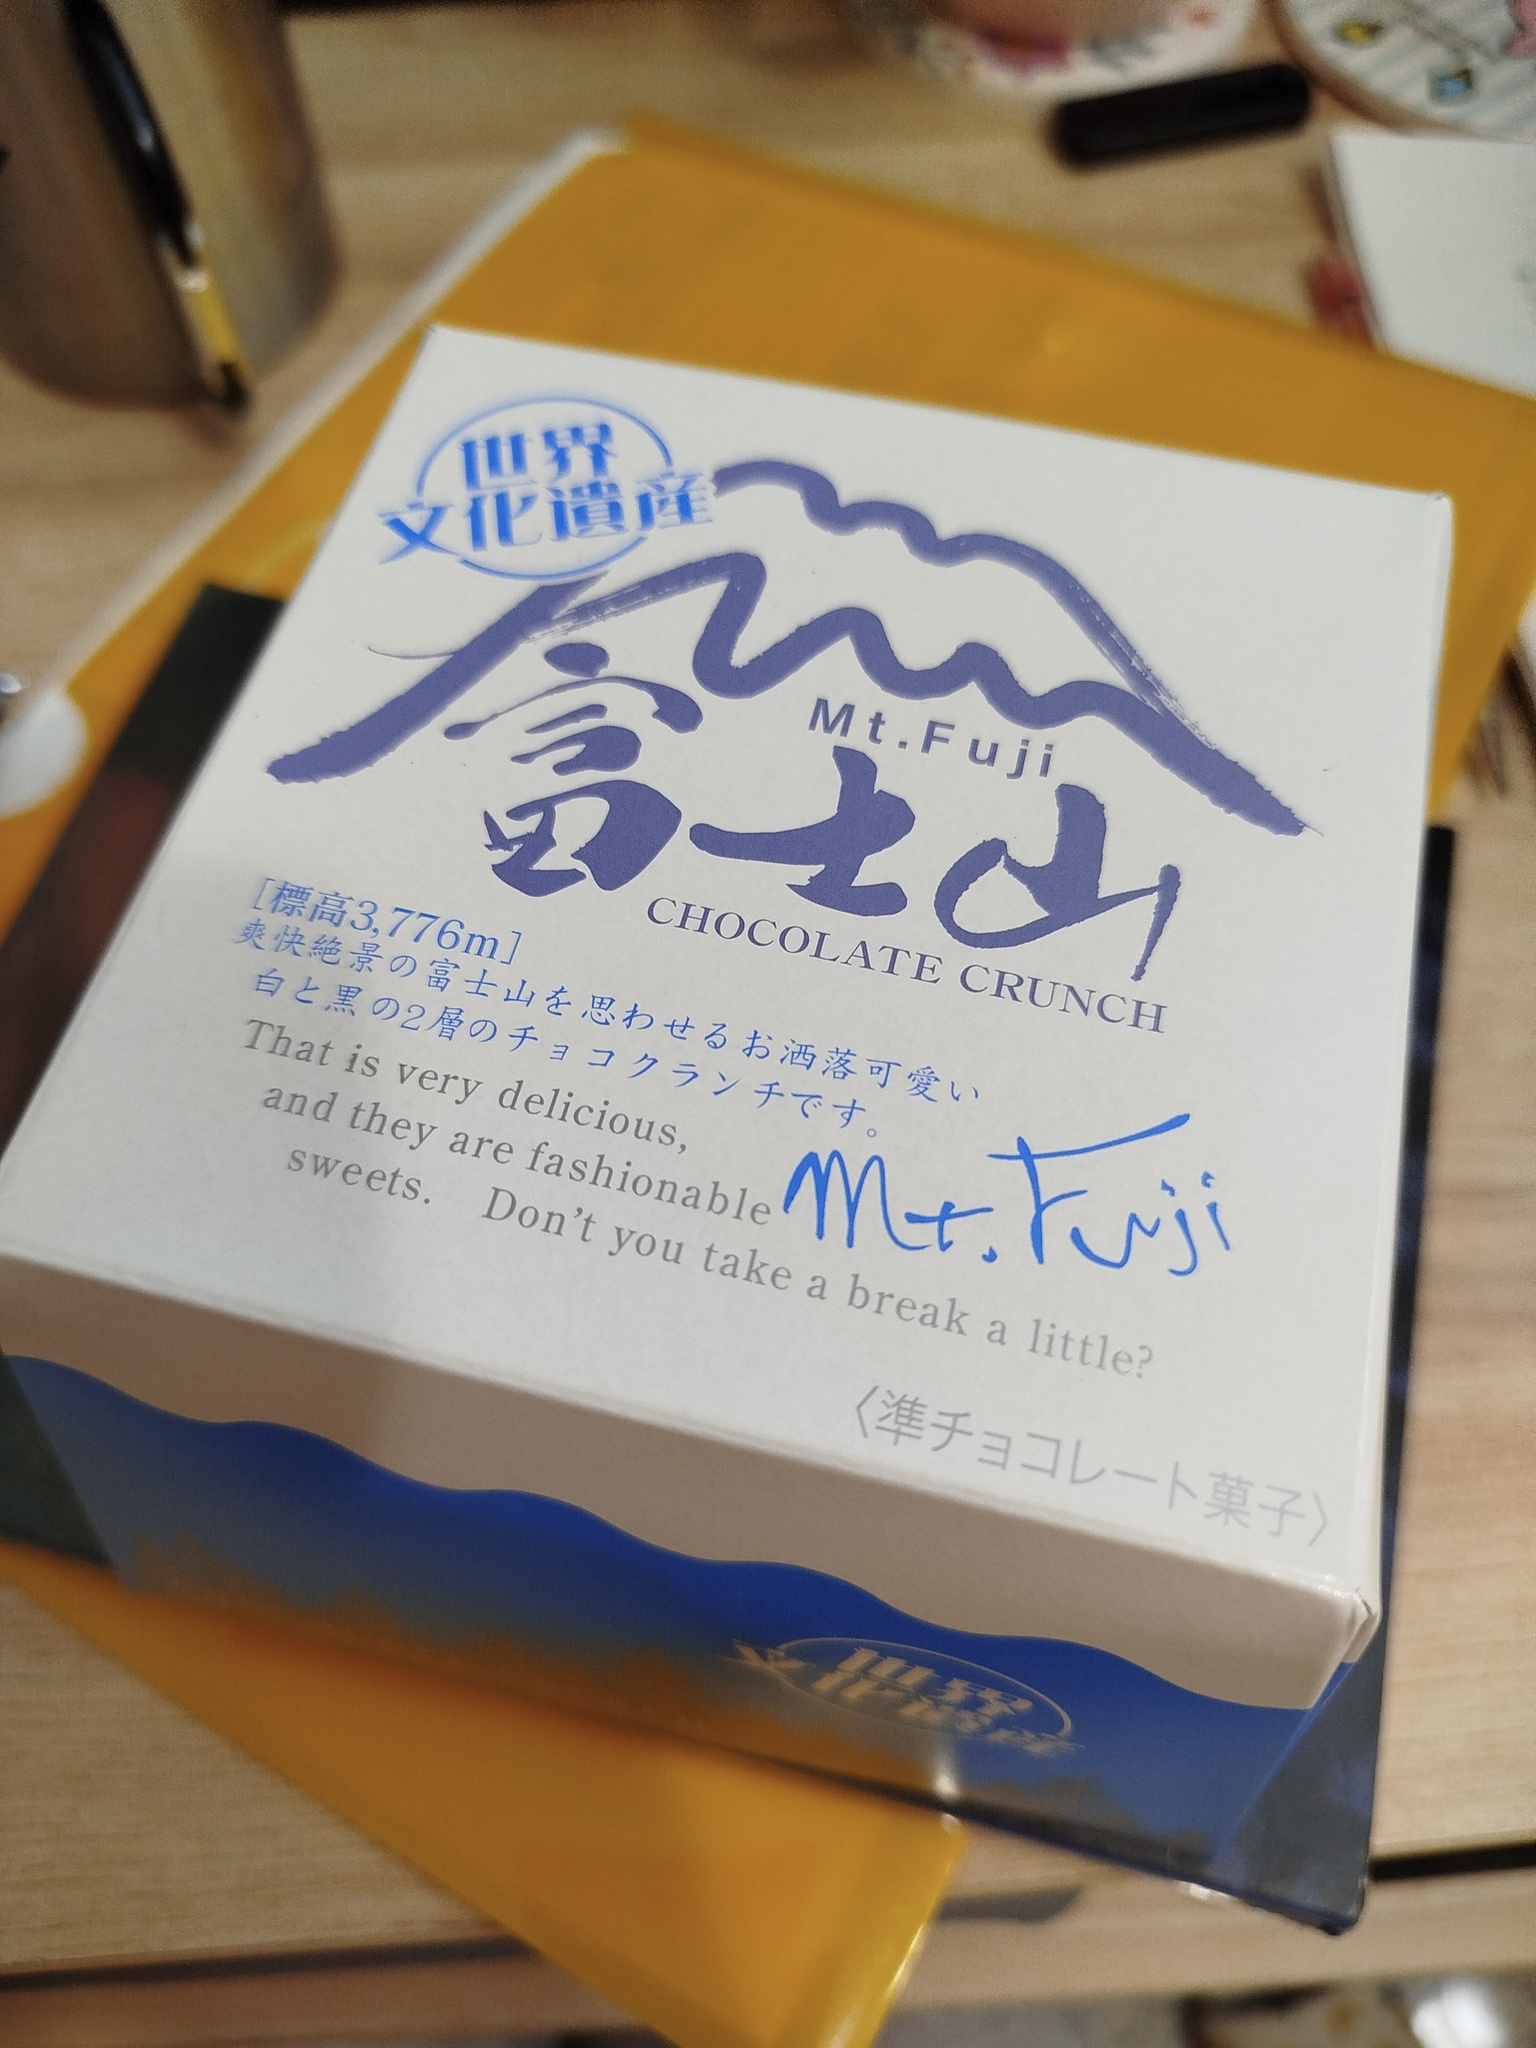 世界
文化遺産
Mt.Fuji
富士山
CHOCOLATE CRUNCH
[標高3,776m]
爽快絶景の富士山を思わせるお洒落可愛い
白と黒の2層のチョコクランチです。
That is very delicious,
and they are fashionable
sweets. Don't you take a break a little?
Mt. Fuji
〈準チョコレート菓子〉
世界
文化遺産